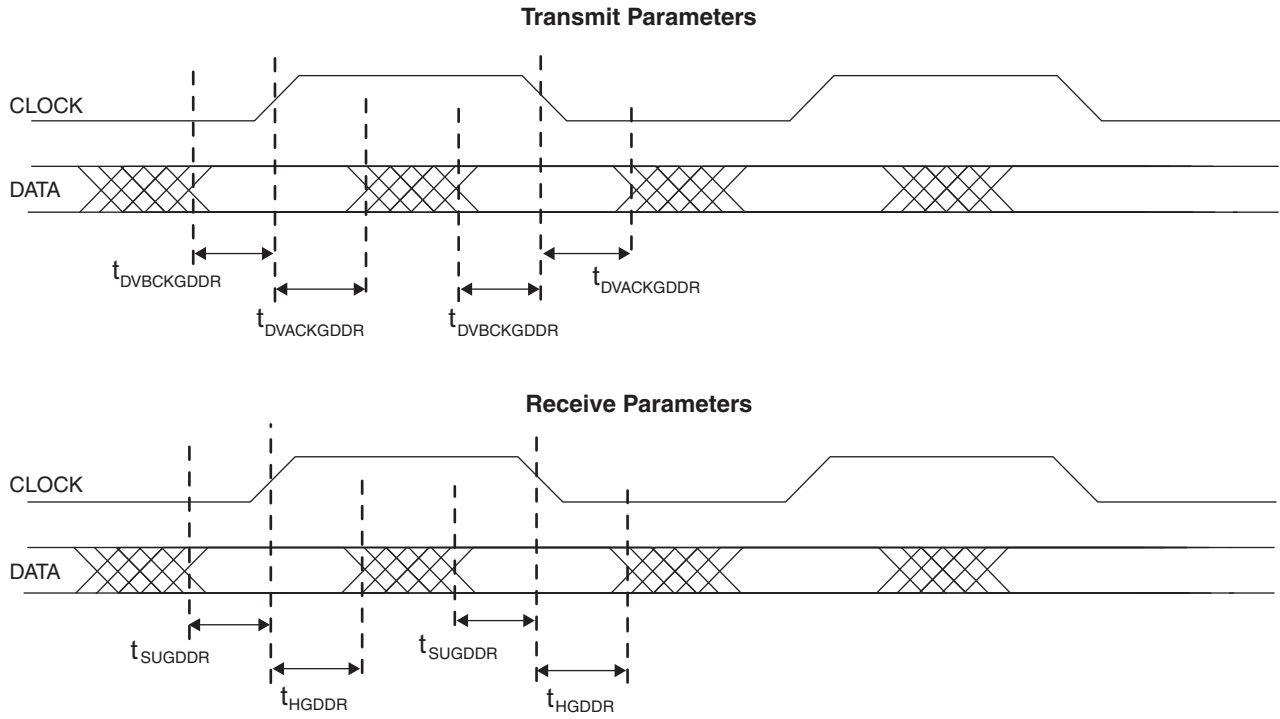 Transmit Parameters
CLOCK
DATA
tDVBCKGDDR
tDVACKGDDR
tDVBCKGDDR
tDVACKGDDR
Receive Parameters
CLOCK
DATA
tSUGDDR
tHGDDR
tSUGDDR
tHGDDR